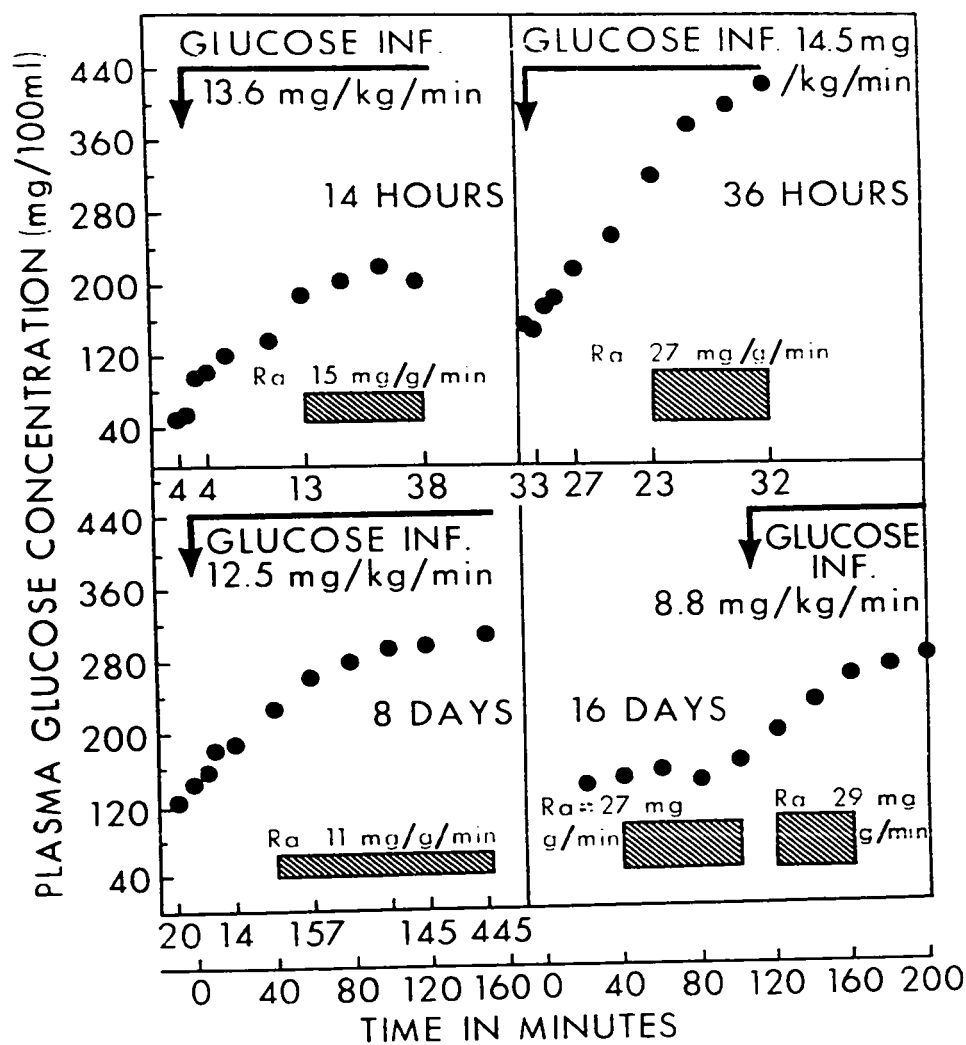 PLASMA GLUCOSE CONCENTRATION (mg/100ml)
440
360
280
200
120
40
GLUCOSE INF.
13.6 mg/kg/min
14 HOURS
Ra 15 mg/g/min
4 4 13 38
GLUCOSE INF. 14.5 mg
/kg/min
36 HOURS
Ra 27 mg/g/min
33 27 23 32
440
360
280
200
120
40
GLUCOSE INF.
12.5 mg/kg/min
8 DAYS
Ra 11 mg/g/min
20 14 157 145 445
GLUCOSE
INF.
8.8 mg/kg/min
16 DAYS
Ra = 27 mg
g/min
Ra 29 mg
g/min
0 40 80 120 160 0 40 80 120 160 200
TIME IN MINUTES